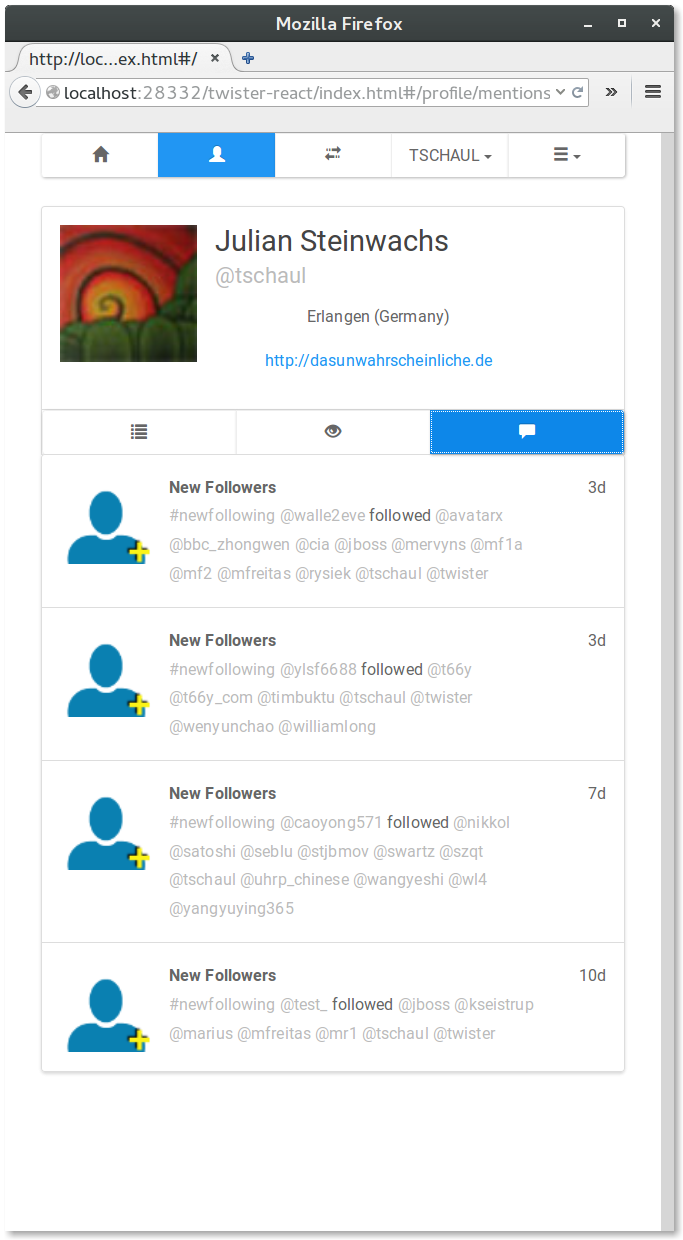 Mozilla Firefox
http://loc...ex.html#/
localhost:28332/twister-react/index.html#/profile/mentions
TSCHAUL
Julian Steinwachs
@tschaul
Erlangen (Germany)
http://dasunwahrscheinliche.de
New Followers 3d
#newfollowing @walle2eve followed @avatarx
@bbc_zhongwen @cia @jboss @mervyns @mf1a
@mf2 @mfreitas @rysiek @tschaul @twister
New Followers 3d
#newfollowing @ylsf6688 followed @t66y
@t66y_com @timbuktu @tschaul @twister
@wenyunchao @williamlong
New Followers 7d
#newfollowing @caoyong571 followed @nikkol
@satoshi @seblu @stjbmov @swartz @szqt
@tschaul @uhrp_chinese @wangyeshi @wl4
@yangyuying365
New Followers 10d
#newfollowing @test_ followed @jboss @kseistrup
@marius @mfreitas @mr1 @tschaul @twister